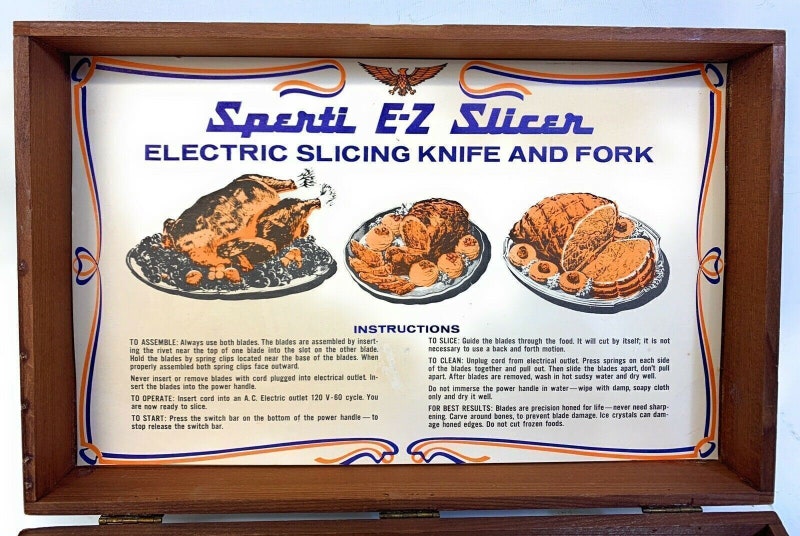 Sperti E-Z Slicer
ELECTRIC SLICING KNIFE AND FORK
INSTRUCTIONS
TO ASSEMBLE: Always use both blades. The blades are assembled by insert-
ing the rivet near the top of one blade into the slot on the other blade.
Hold the blades by spring clips located near the base of the blades. When
properly assembled both spring clips face outward.
Never insert or remove blades with cord plugged into electrical outlet. In-
sert the blades into the power handle.
TO OPERATE: Insert cord into an A.C. Electric outlet 120 V-60 cycle. You
are now ready to slice.
TO START: Press the switch bar on the bottom of the power handle — to
stop release the switch bar.
TO SLICE: Guide the blades through the food. It will cut by itself; it is not
necessary to use a back and forth motion.
TO CLEAN: Unplug cord from electrical outlet. Press springs on each side
of the blades together and pull out. Then slide the blades apart, don't pull
apart. After blades are removed, wash in hot sudsy water and dry well.
Do not immerse the power handle in water — wipe with damp, soapy cloth
only and dry it well.
FOR BEST RESULTS: Blades are precision honed for life — never need sharp-
ening. Carve around bones, to prevent blade damage. Ice crystals can dam-
age honed edges. Do not cut frozen foods.